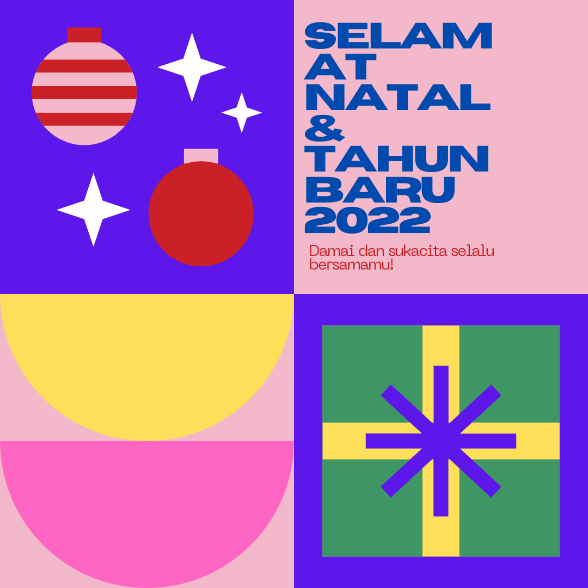 SELAM
AT
NATAL
&
TAHUN
BARU
2022
Damai dan sukacita selalu
bersamamu!